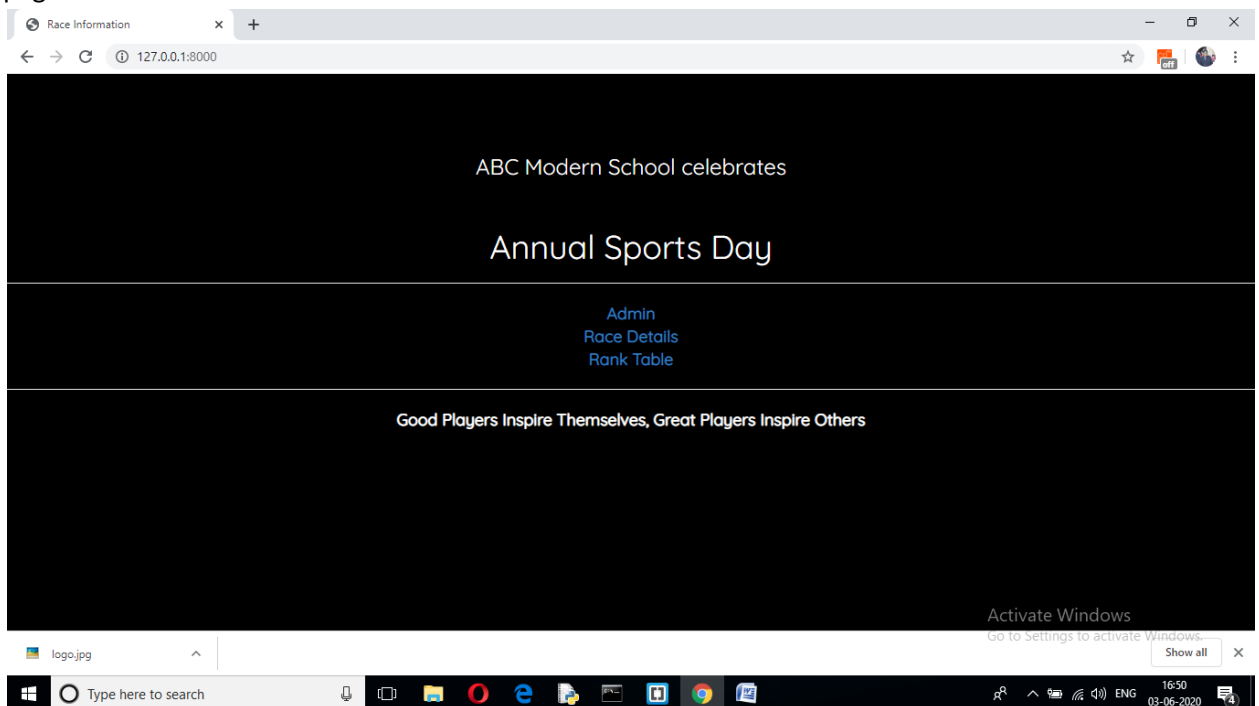 Race Information
127.0.0.1:8000
off
ABC Modern School celebrates
Annual Sports Day
Admin
Race Details
Rank Table
Good Players Inspire Themselves, Great Players Inspire Others
Activate Windows
Go to Settings to activate Windows.
logo.jpg
Show all
Type here to search
ENG
16:50
03-06-2020
4